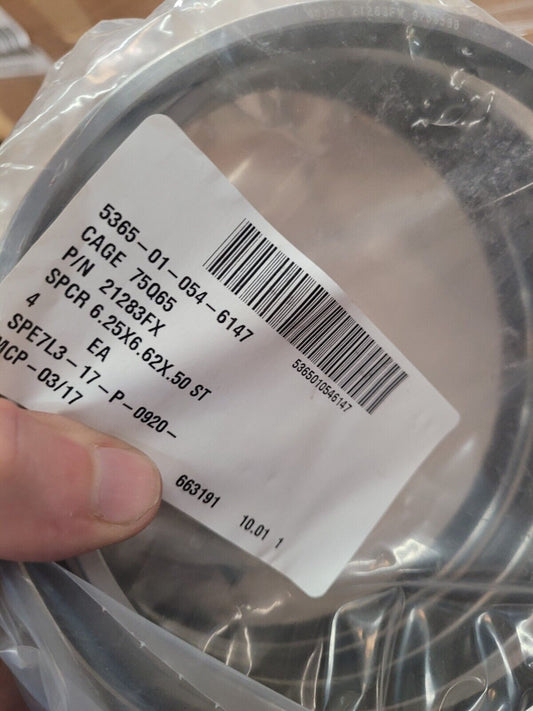 5365-01-054-6147
CAGE 75Q65
P/N 21283FX
SPCR 6.25X6.62X.50 ST
4 EA
SPE7L3-17-P-0920-
MCP-03/17
5365010546147
663191 10.01 1